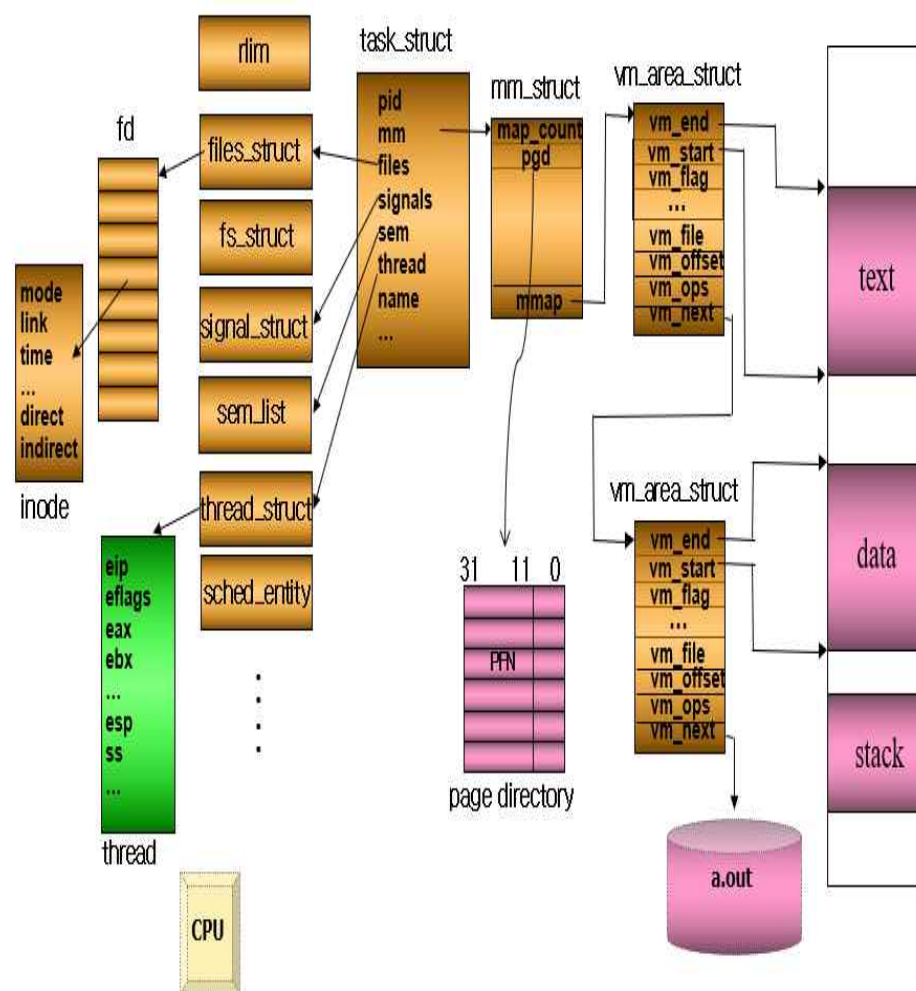 rlim
task_struct
mm_struct
vm_area_struct
fd
files_struct
fs_struct
signal_struct
sem_list
thread_struct
sched_entity
pid
mm
files
signals
sem
thread
name
...
map_count
pgd
mmap
vm_end
vm_start
vm_flag
...
vm_file
vm_offset
vm_ops
vm_next
text
mode
link
time
...
direct
indirect
inode
eip
eflags
eax
ebx
...
esp
ss
...
thread
31 11 0
PFN
page directory
vm_area_struct
vm_end
vm_start
vm_flag
...
vm_file
vm_offset
vm_ops
vm_next
data
stack
a.out
CPU